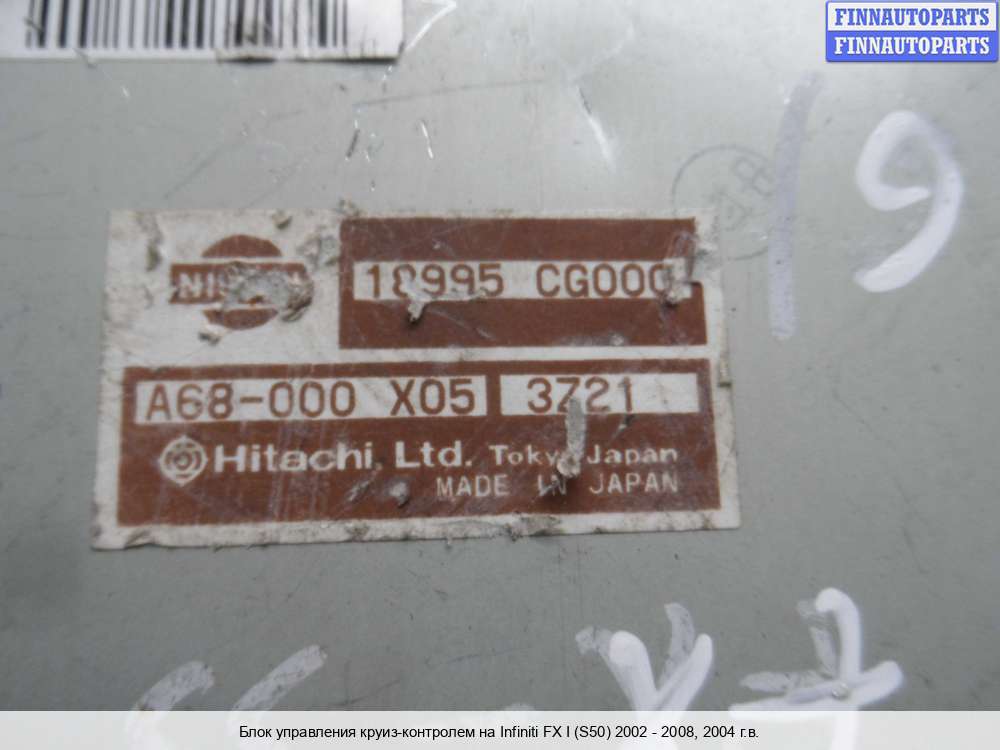 FINNAUTOPARTS
FINNAUTOPARTS
19
18995 CG000
A68-000 X05 3Z21
Hitachi, Ltd. Tokyo Japan
MADE IN JAPAN
Блок управления круиз-контролем на Infiniti FX I (S50) 2002 - 2008, 2004 г.в.